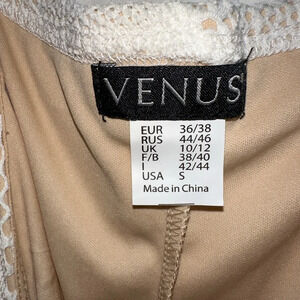 VENUS
EUR 36/38
RUS 44/46
UK 10/12
F/B 38/40
I 42/44
USA S
Made in China